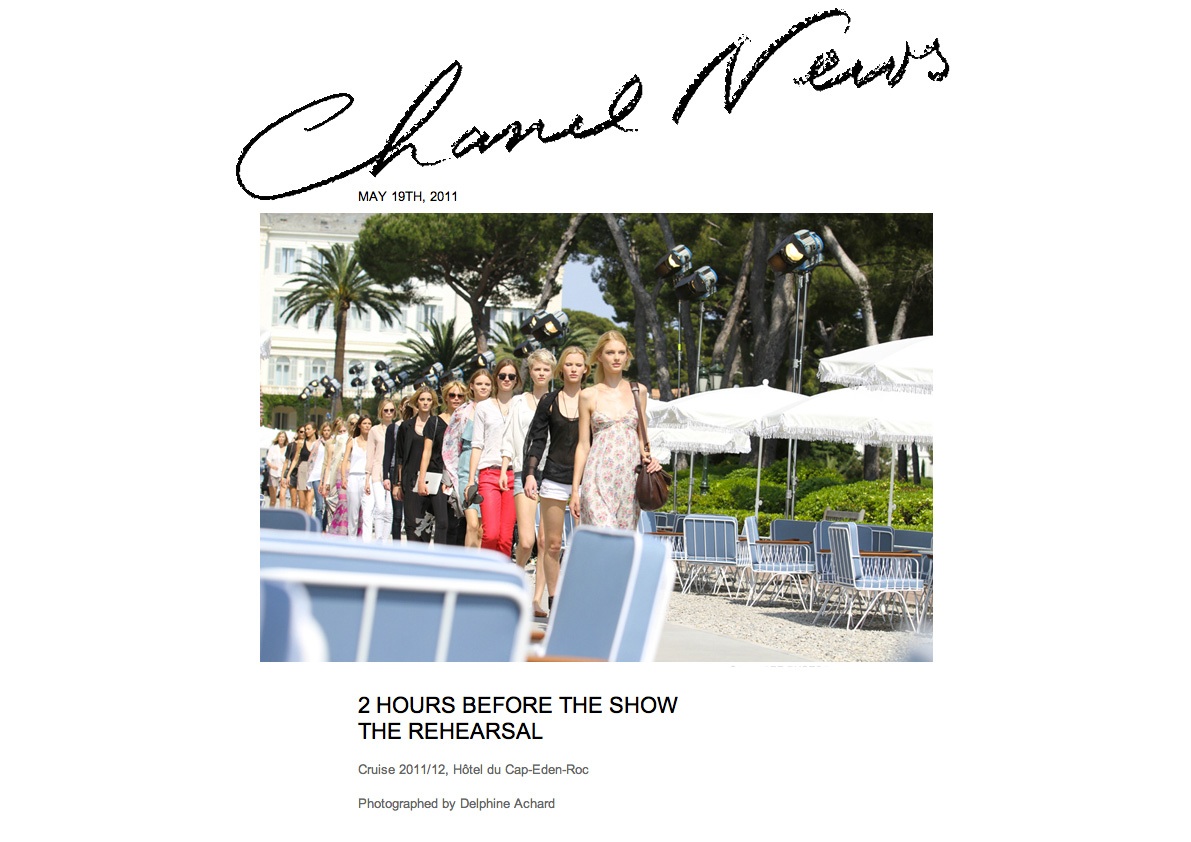 Chanel News
MAY 19TH, 2011
2 HOURS BEFORE THE SHOW
THE REHEARSAL
Cruise 2011/12, Hôtel du Cap-Eden-Roc
Photographed by Delphine Achard